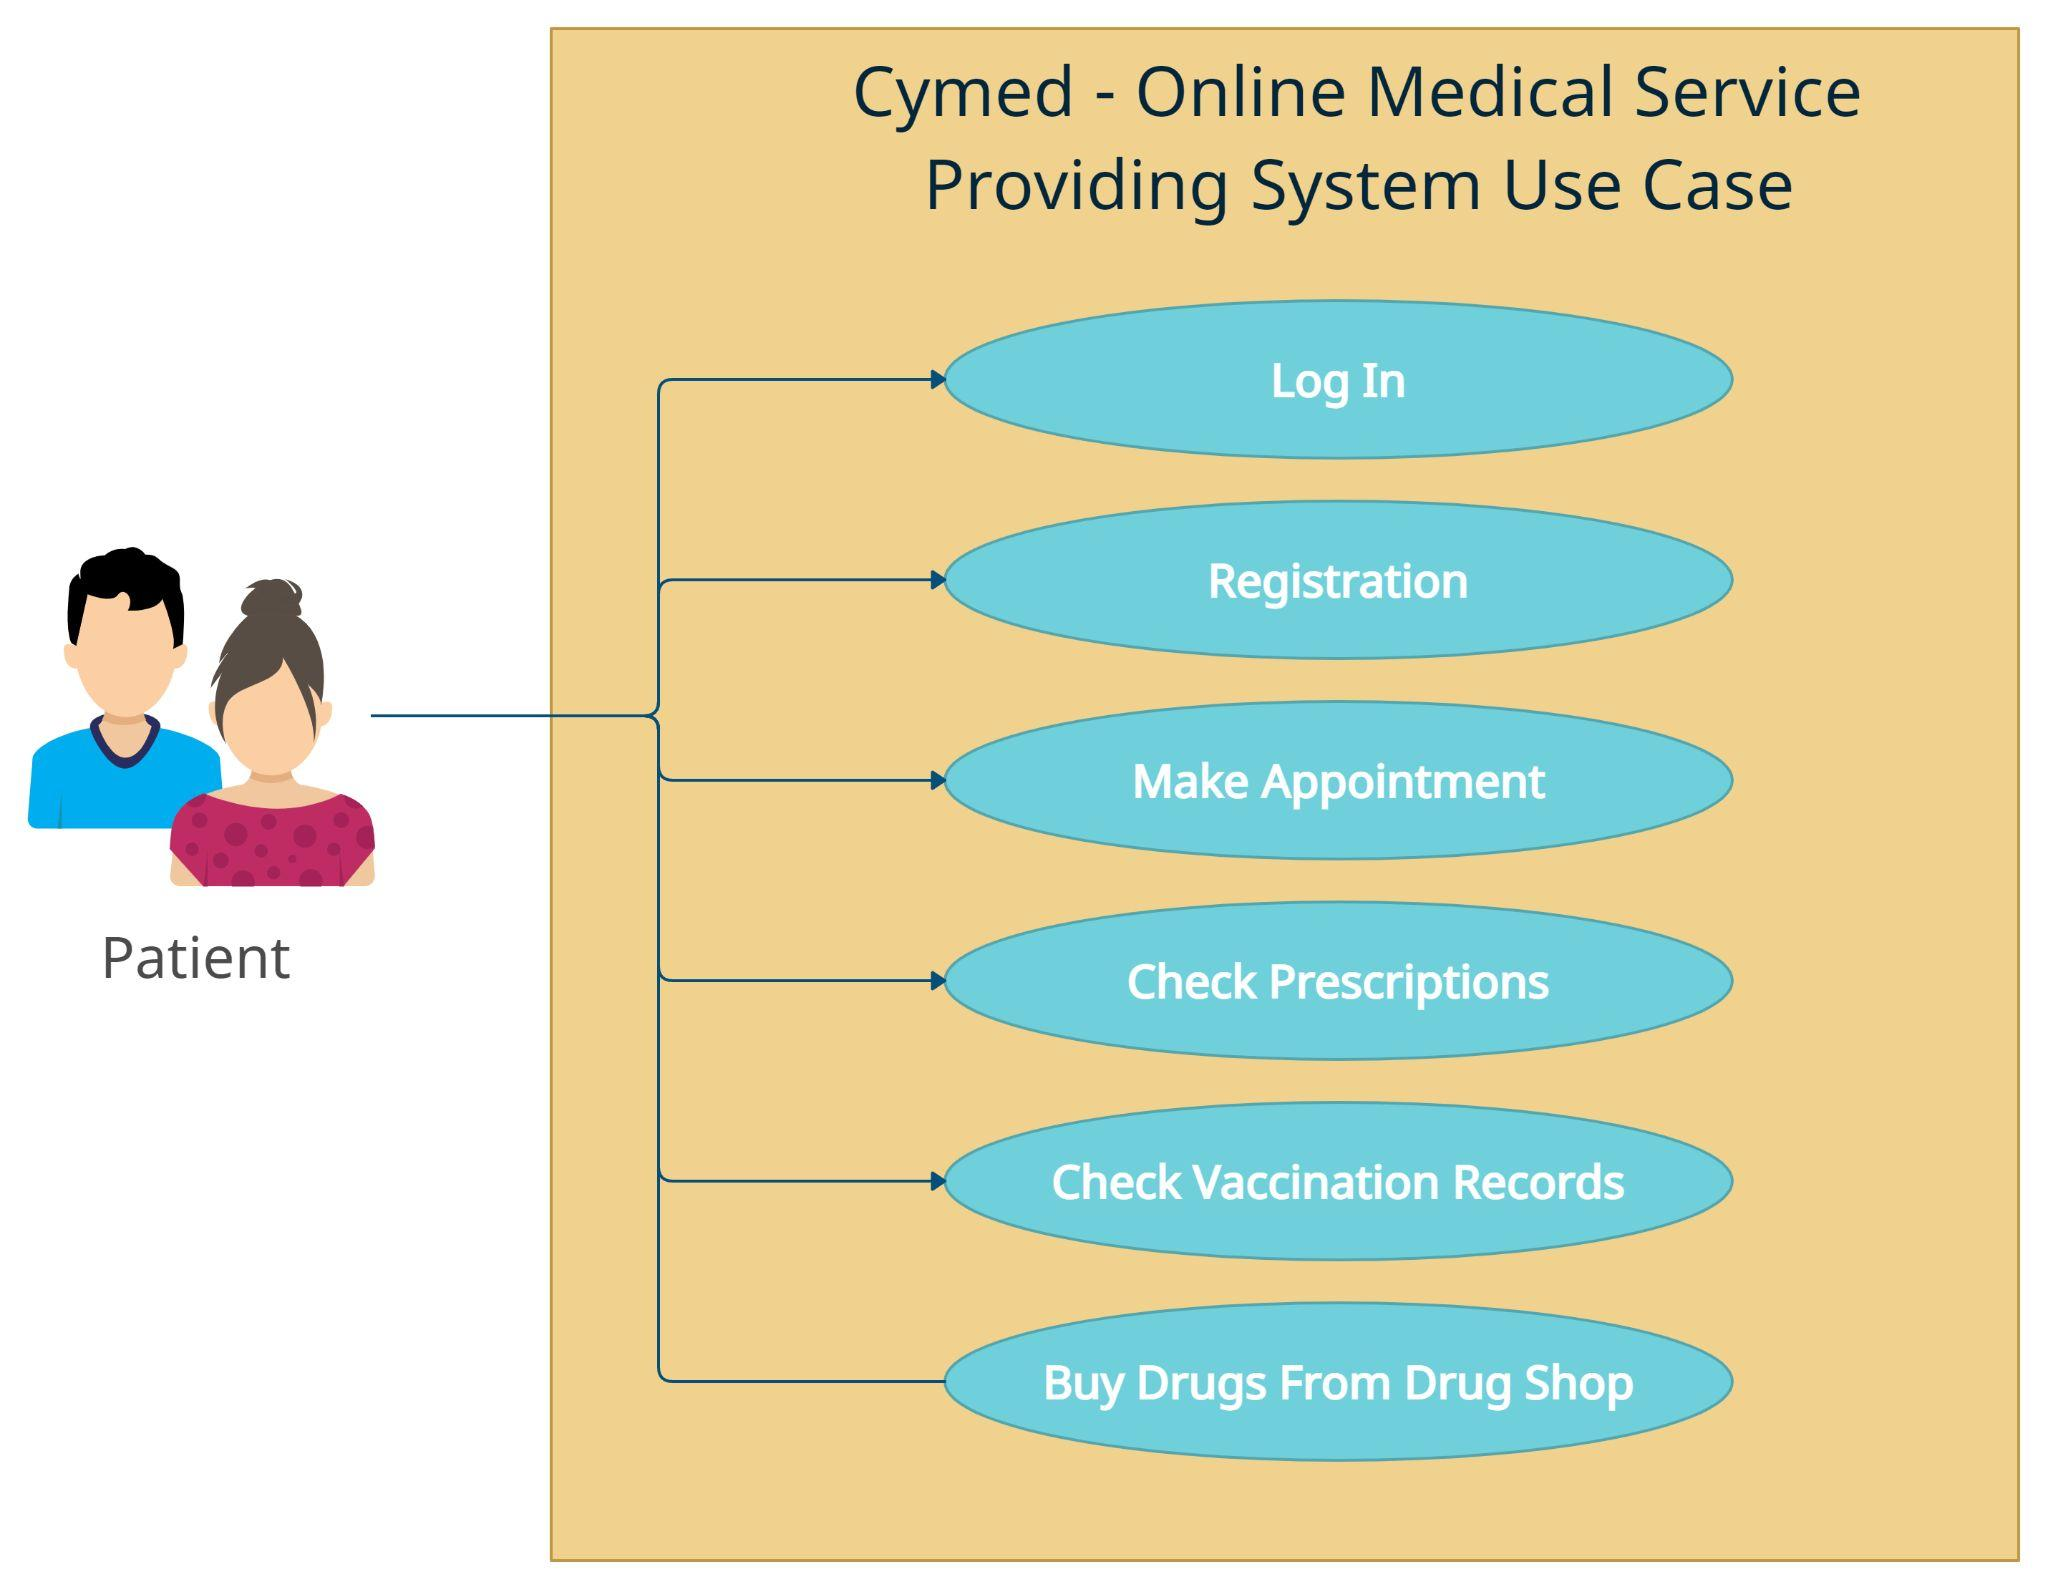 Cymed - Online Medical Service
Providing System Use Case
Log In
Registration
Make Appointment
Check Prescriptions
Patient
Check Vaccination Records
Buy Drugs From Drug Shop